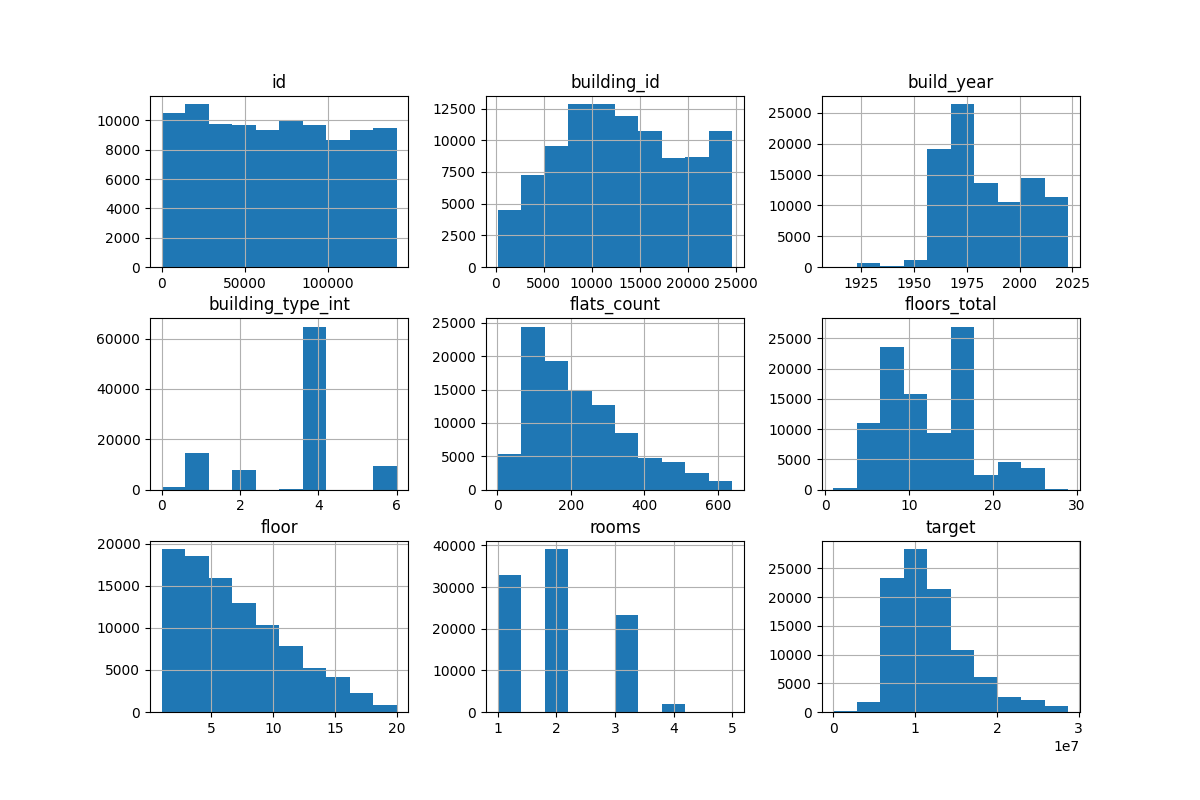 id
10000
8000
6000
4000
2000
0
0 50000 100000
building_id
12500
10000
7500
5000
2500
0
0 5000 10000 15000 20000 25000
build_year
25000
20000
15000
10000
5000
0
1925 1950 1975 2000 2025
building_type_int
60000
40000
20000
0
0 2 4 6
flats_count
25000
20000
15000
10000
5000
0
0 200 400 600
floors_total
25000
20000
15000
10000
5000
0
0 10 20 30
floor
20000
15000
10000
5000
0
5 10 15 20
rooms
40000
30000
20000
10000
0
1 2 3 4 5
target
25000
20000
15000
10000
5000
0
0 1 2 3
1e7